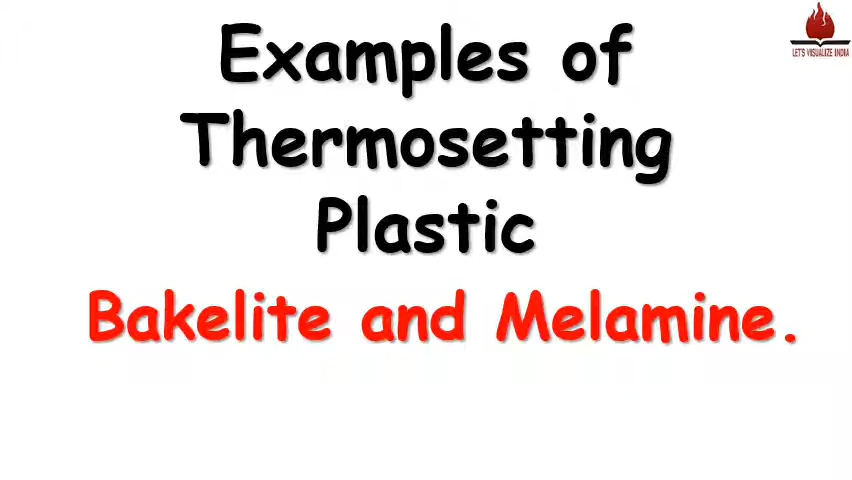 LET'S VISUALIZE INDIA
Examples of
Thermosetting
Plastic
Bakelite and Melamine.